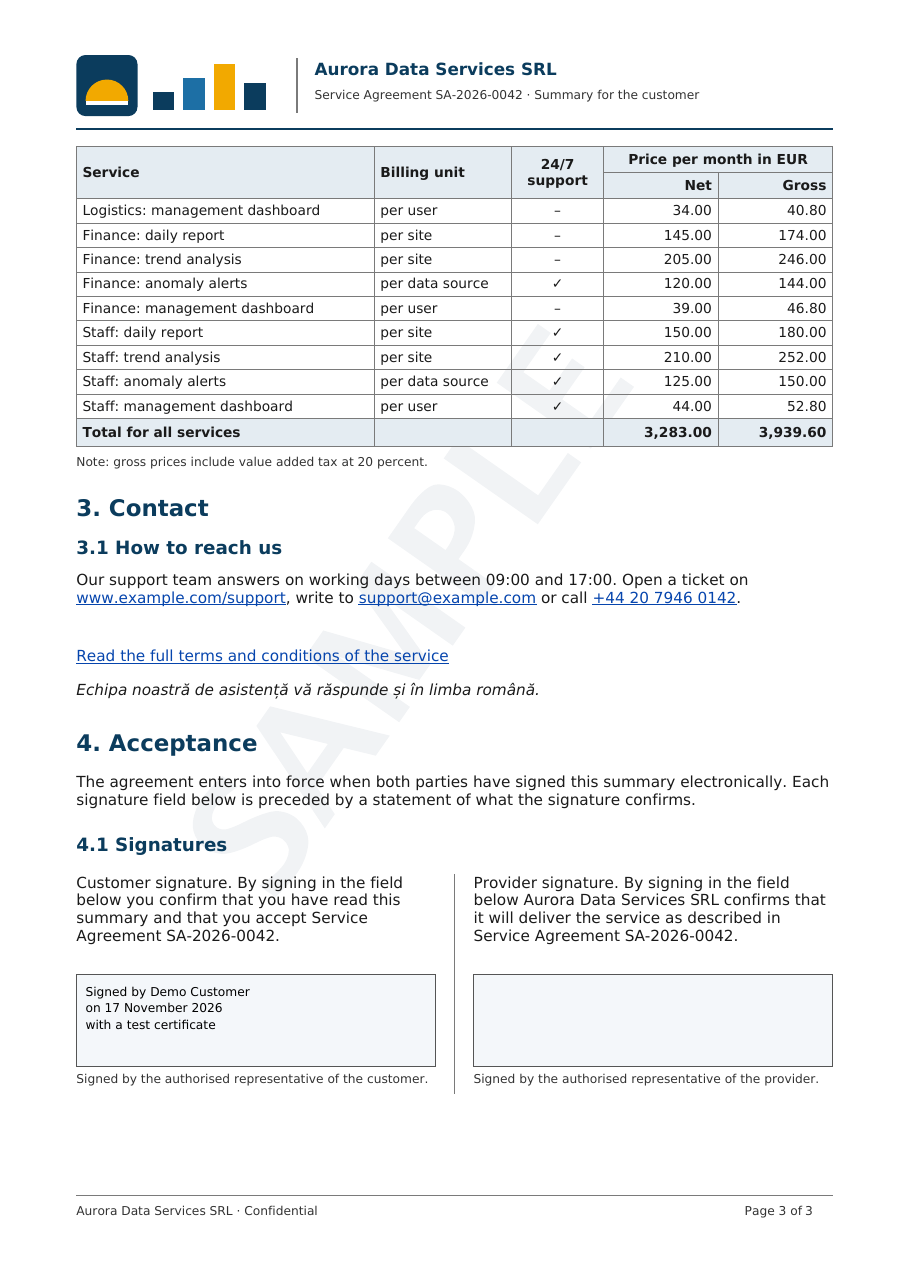 Aurora Data Services SRL
Service Agreement SA-2026-0042 · Summary for the customer
Service Billing unit 24/7 support Price per month in EUR
Net Gross
Logistics: management dashboard per user – 34.00 40.80
Finance: daily report per site – 145.00 174.00
Finance: trend analysis per site – 205.00 246.00
Finance: anomaly alerts per data source ✓ 120.00 144.00
Finance: management dashboard per user – 39.00 46.80
Staff: daily report per site ✓ 150.00 180.00
Staff: trend analysis per site ✓ 210.00 252.00
Staff: anomaly alerts per data source ✓ 125.00 150.00
Staff: management dashboard per user ✓ 44.00 52.80
Total for all services 3,283.00 3,939.60
Note: gross prices include value added tax at 20 percent.
SAMPLE
3. Contact
3.1 How to reach us
Our support team answers on working days between 09:00 and 17:00. Open a ticket on
www.example.com/support, write to support@example.com or call +44 20 7946 0142.
Read the full terms and conditions of the service
Echipa noastră de asistență vă răspunde și în limba română.
4. Acceptance
The agreement enters into force when both parties have signed this summary electronically. Each
signature field below is preceded by a statement of what the signature confirms.
4.1 Signatures
Customer signature. By signing in the field
below you confirm that you have read this
summary and that you accept Service
Agreement SA-2026-0042.
Signed by Demo Customer
on 17 November 2026
with a test certificate
Signed by the authorised representative of the customer.
Provider signature. By signing in the field
below Aurora Data Services SRL confirms that
it will deliver the service as described in
Service Agreement SA-2026-0042.
Signed by the authorised representative of the provider.
Aurora Data Services SRL · Confidential Page 3 of 3